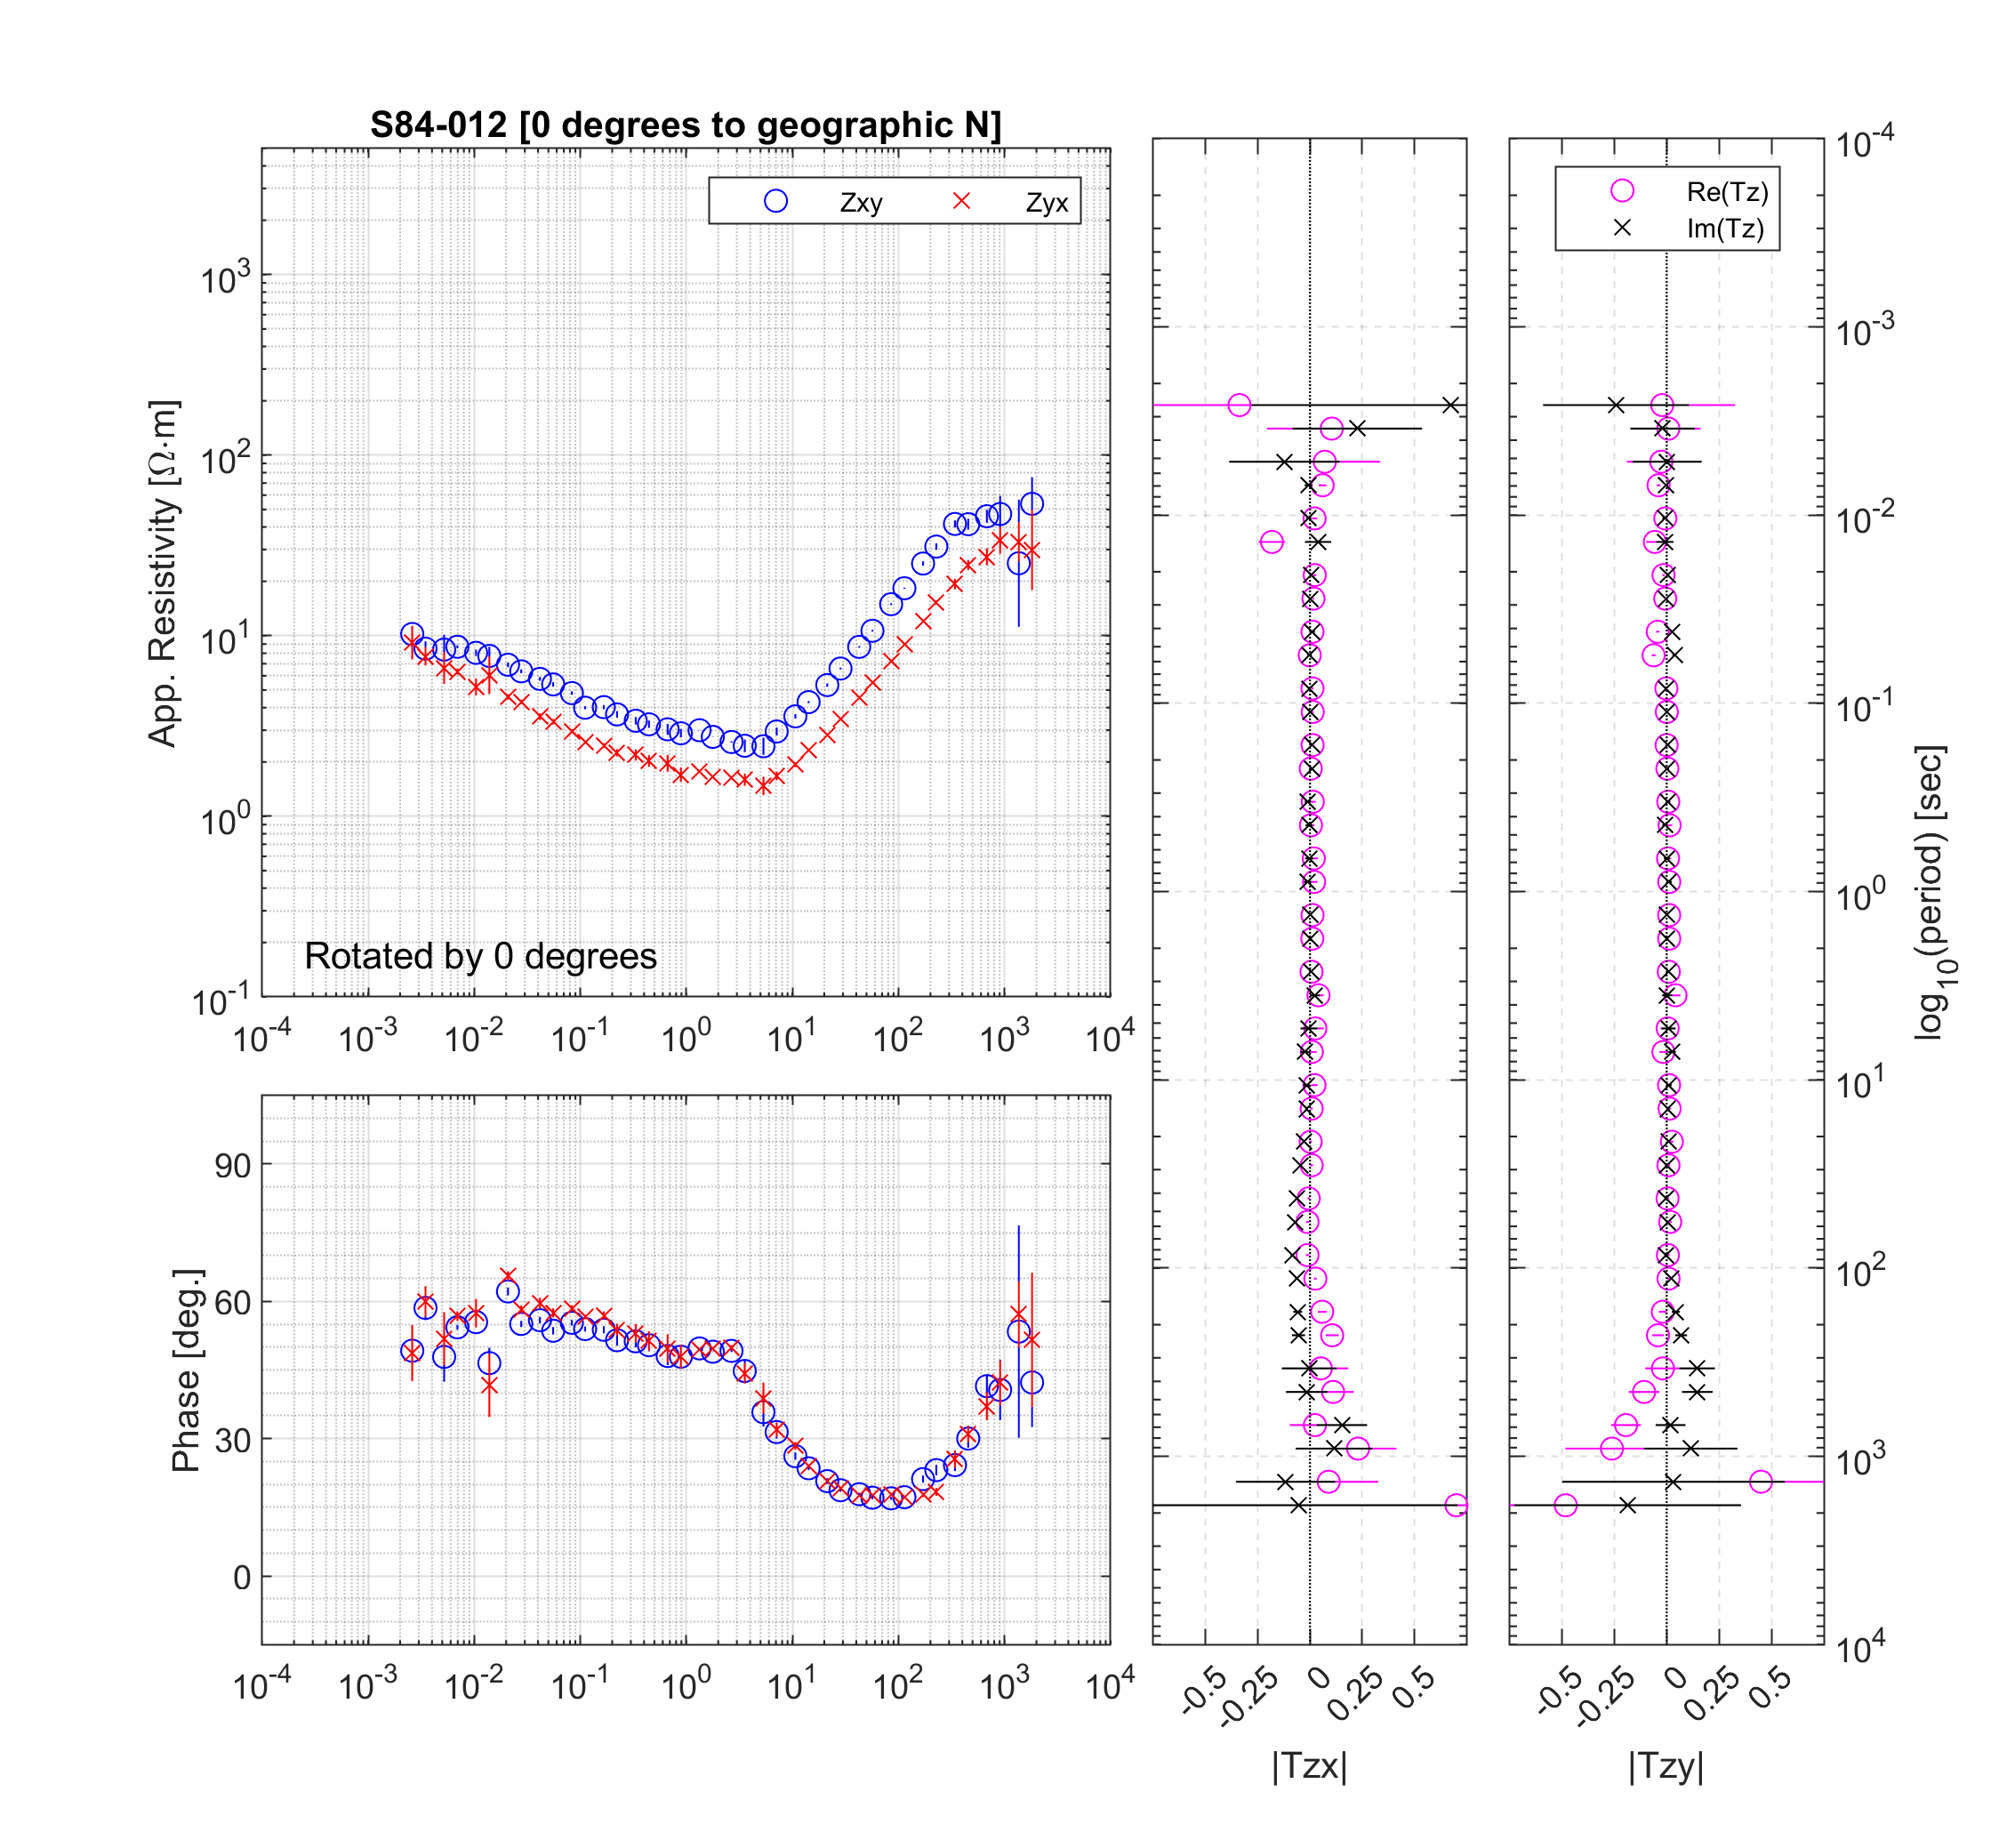 S84-012 [0 degrees to geographic N]
Zxy Zyx
App. Resistivity [Ω·m]
10^3
10^2
10^1
10^0
10^-1
Rotated by 0 degrees
10^-4 10^-3 10^-2 10^-1 10^0 10^1 10^2 10^3 10^4
Phase [deg.]
90
60
30
0
10^-4 10^-3 10^-2 10^-1 10^0 10^1 10^2 10^3 10^4
-0.5 -0.25 0 0.25 0.5
|Tzx|
Re(Tz)
Im(Tz)
-0.5 -0.25 0 0.25 0.5
|Tzy|
10^-4
10^-3
10^-2
10^-1
10^0
10^1
10^2
10^3
10^4
log_10(period) [sec]